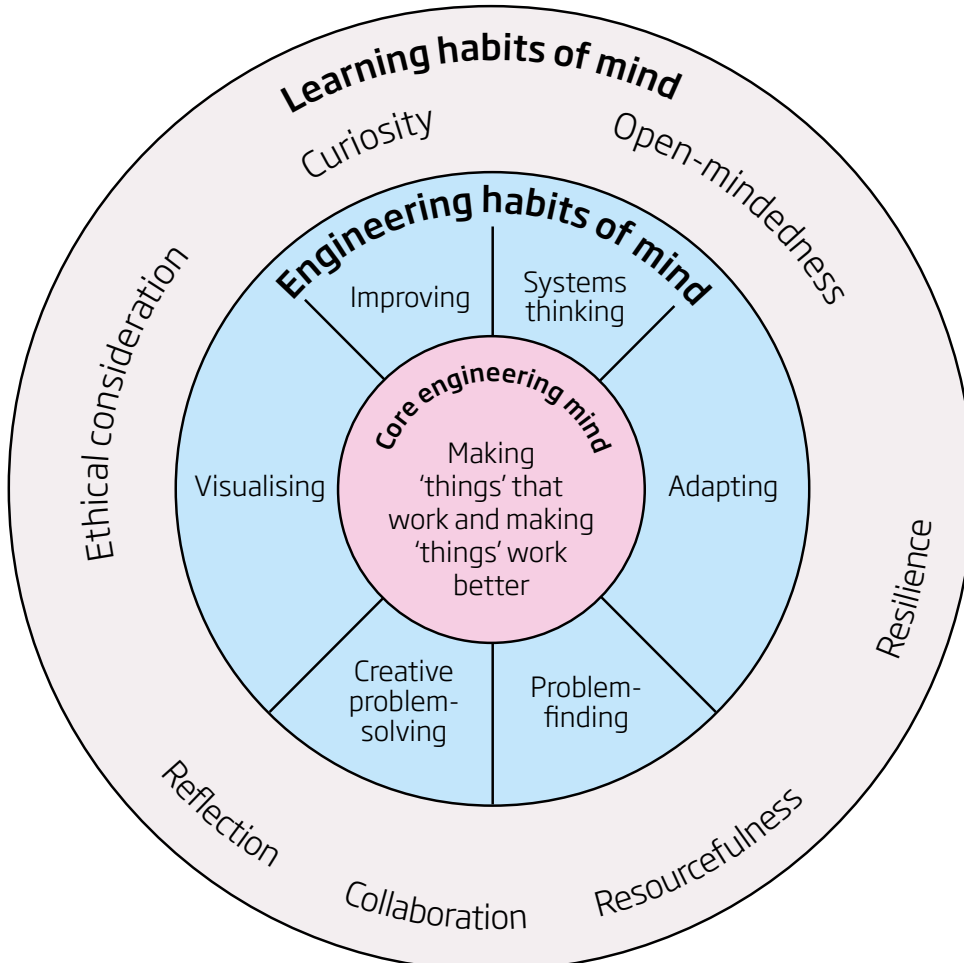 Learning habits of mind
Curiosity
Open-mindedness
Ethical consideration
Resilience
Reflection
Collaboration
Resourcefulness
Engineering habits of mind
Improving
Systems
thinking
Visualising
Adapting
Creative
problem-
solving
Problem-
finding
Core engineering mind
Making
‘things’ that
work and making
‘things’ work
better